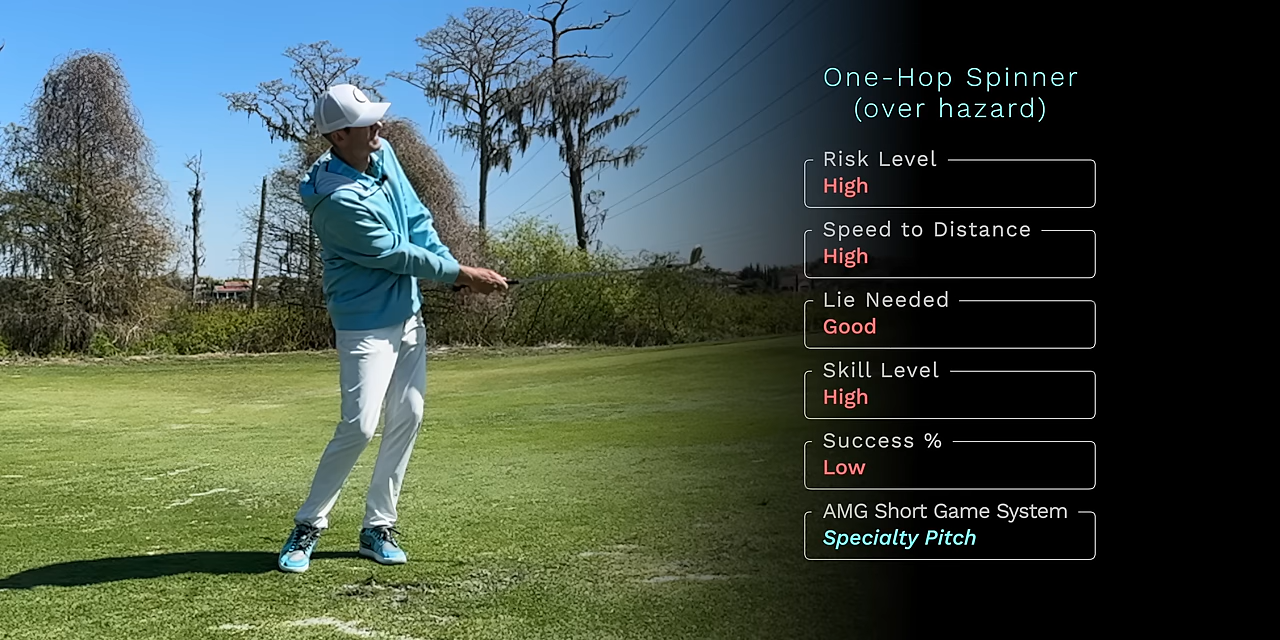 One-Hop Spinner
(over hazard)
Risk Level
High
Speed to Distance
High
Lie Needed
Good
Skill Level
High
Success %
Low
AMG Short Game System
Specialty Pitch